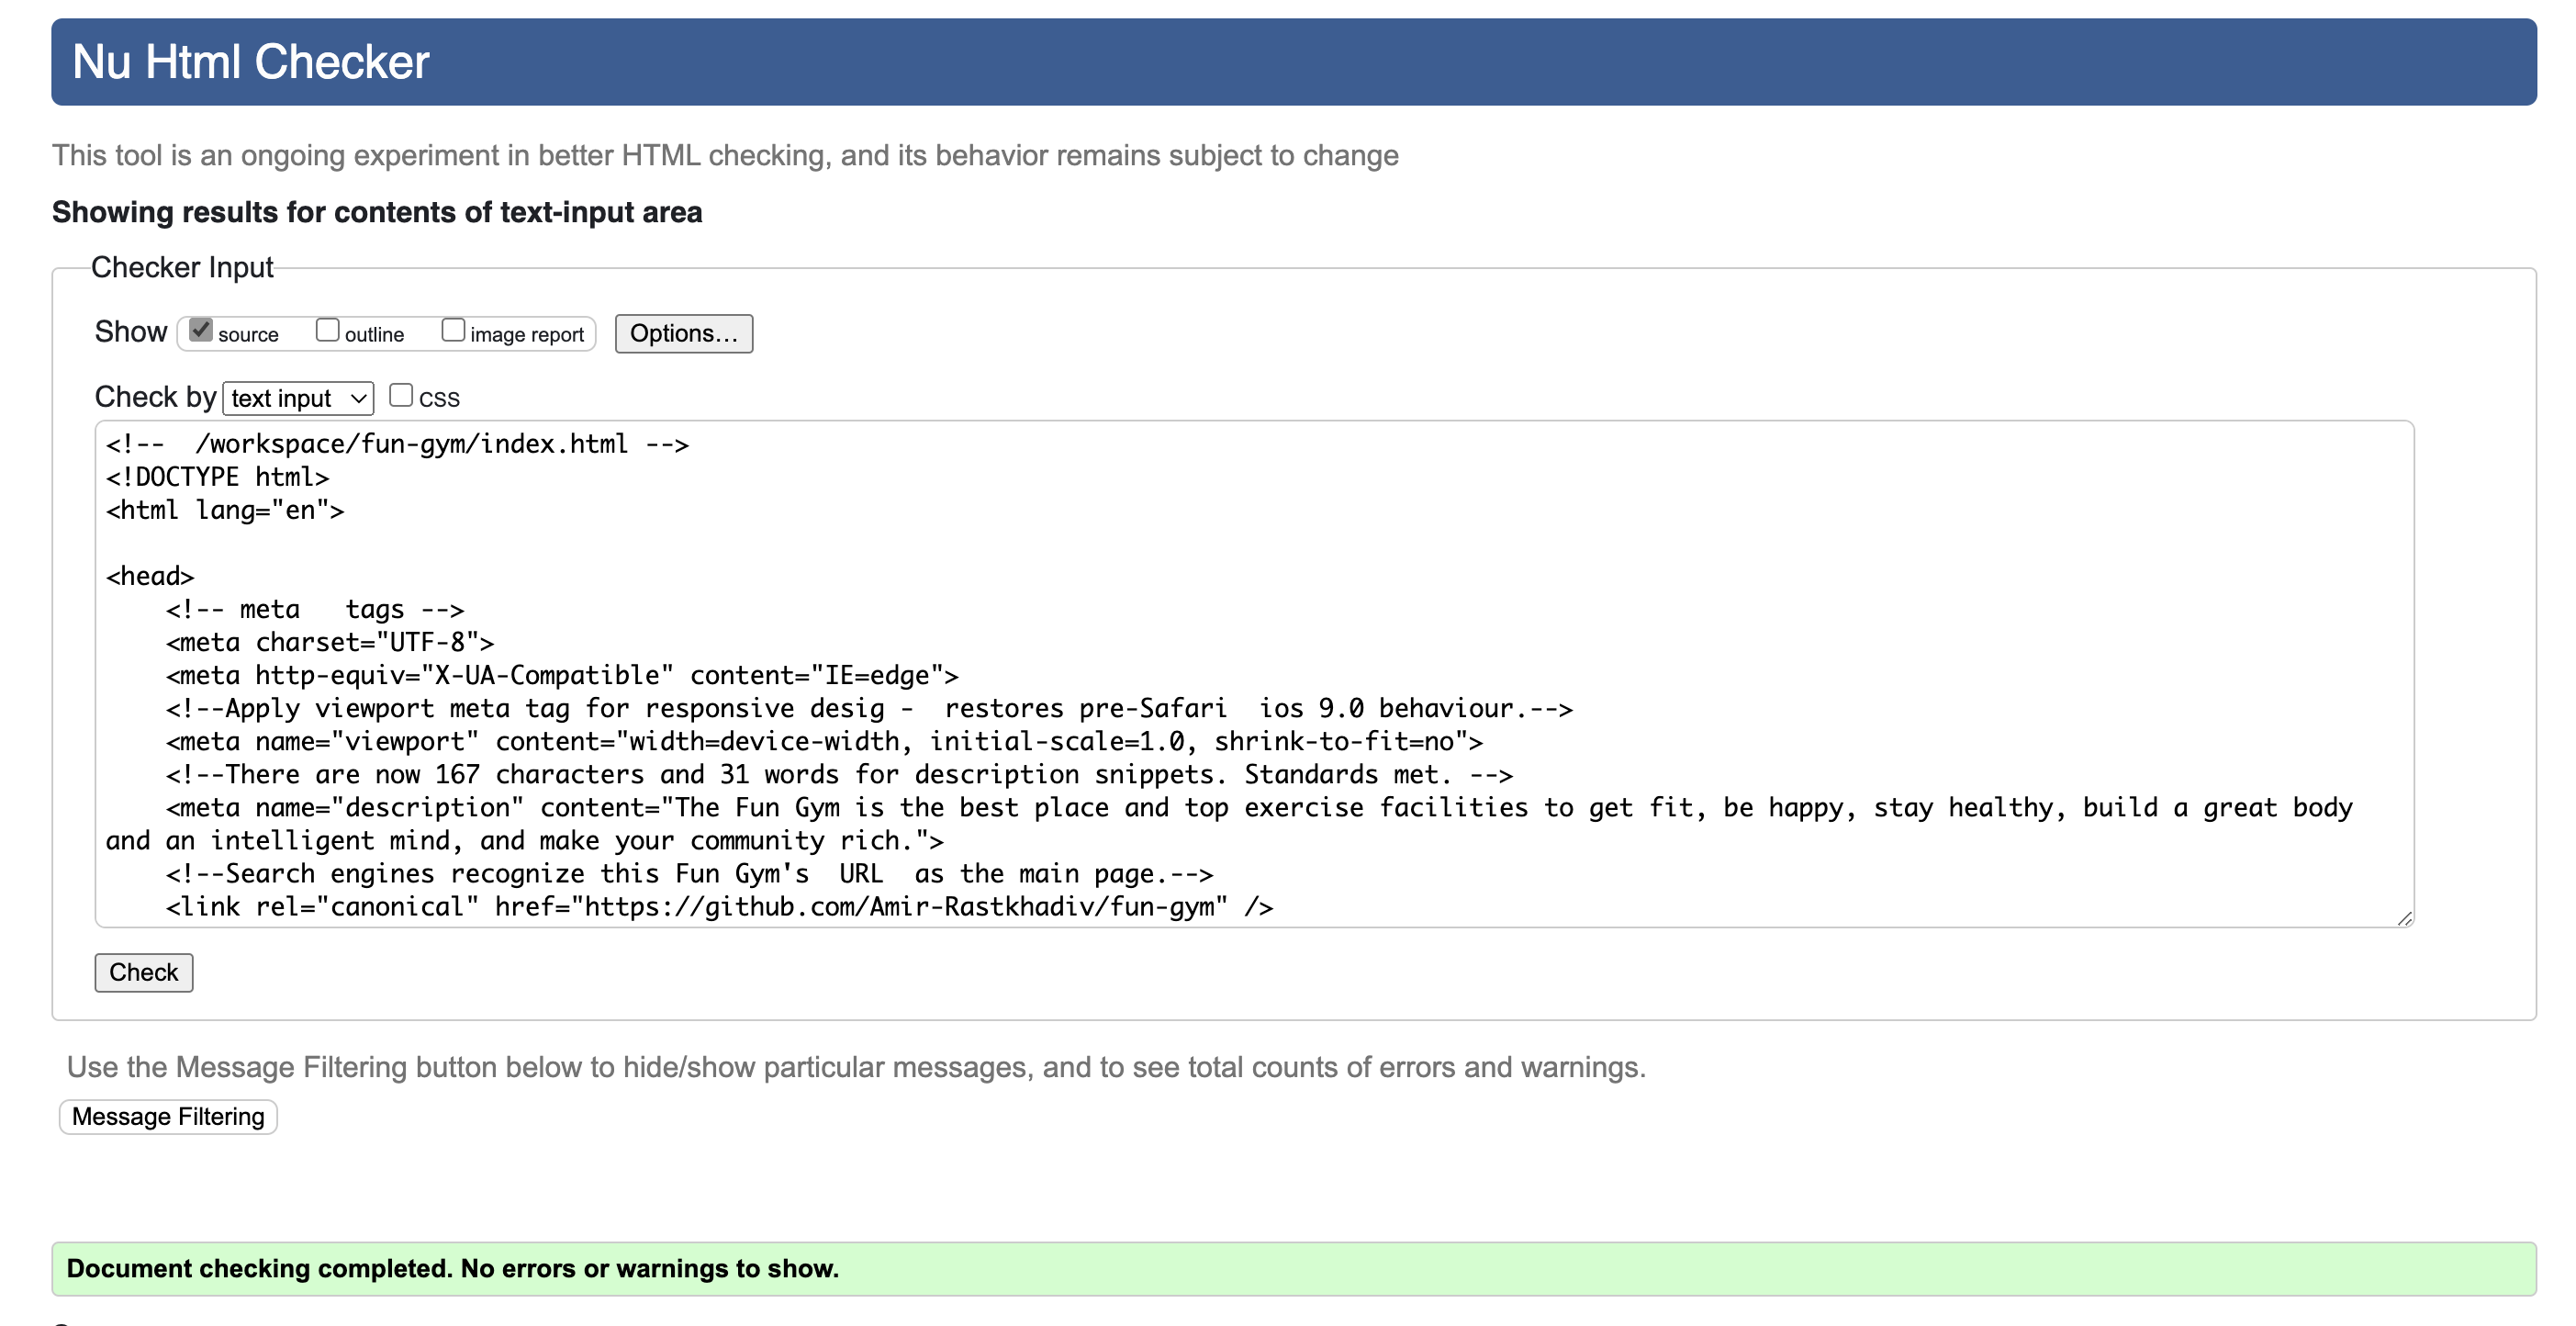 Nu Html Checker
This tool is an ongoing experiment in better HTML checking, and its behavior remains subject to change
Showing results for contents of text-input area
Checker Input
Show source outline image report Options...
Check by text input css
<!--  /workspace/fun-gym/index.html -->
<!DOCTYPE html>
<html lang="en">
<head>
    <!-- meta   tags -->
    <meta charset="UTF-8">
    <meta http-equiv="X-UA-Compatible" content="IE=edge">
    <!--Apply viewport meta tag for responsive desig -  restores pre-Safari  ios 9.0 behaviour.-->
    <meta name="viewport" content="width=device-width, initial-scale=1.0, shrink-to-fit=no">
    <!--There are now 167 characters and 31 words for description snippets. Standards met. -->
    <meta name="description" content="The Fun Gym is the best place and top exercise facilities to get fit, be happy, stay healthy, build a great body
and an intelligent mind, and make your community rich.">
    <!--Search engines recognize this Fun Gym's  URL  as the main page.-->
    <link rel="canonical" href="https://github.com/Amir-Rastkhadiv/fun-gym" />
Check
Use the Message Filtering button below to hide/show particular messages, and to see total counts of errors and warnings.
Message Filtering
Document checking completed. No errors or warnings to show.